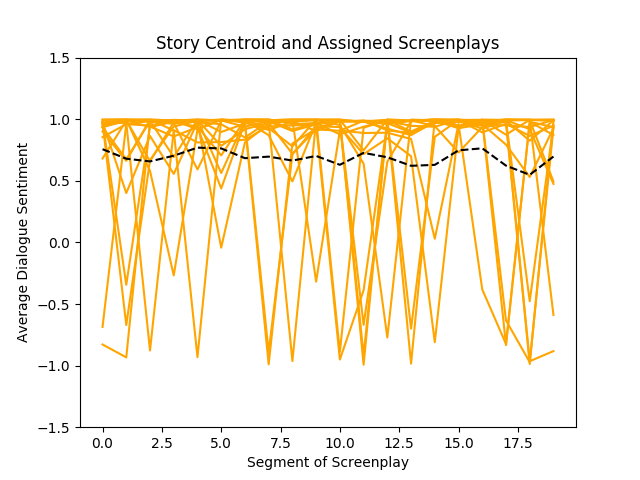 Story Centroid and Assigned Screenplays
1.5
1.0
0.5
0.0
−0.5
−1.0
−1.5
Average Dialogue Sentiment
0.0 2.5 5.0 7.5 10.0 12.5 15.0 17.5
Segment of Screenplay